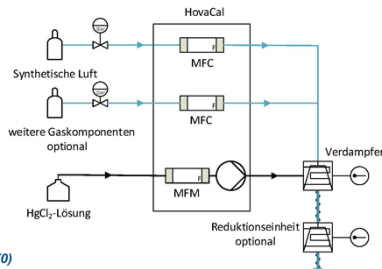 HovaCal
MFC
Synthetische Luft
MFC
weitere Gaskomponenten
optional
Verdampfer
MFM
HgCl₂-Lösung
Reduktionseinheit
optional